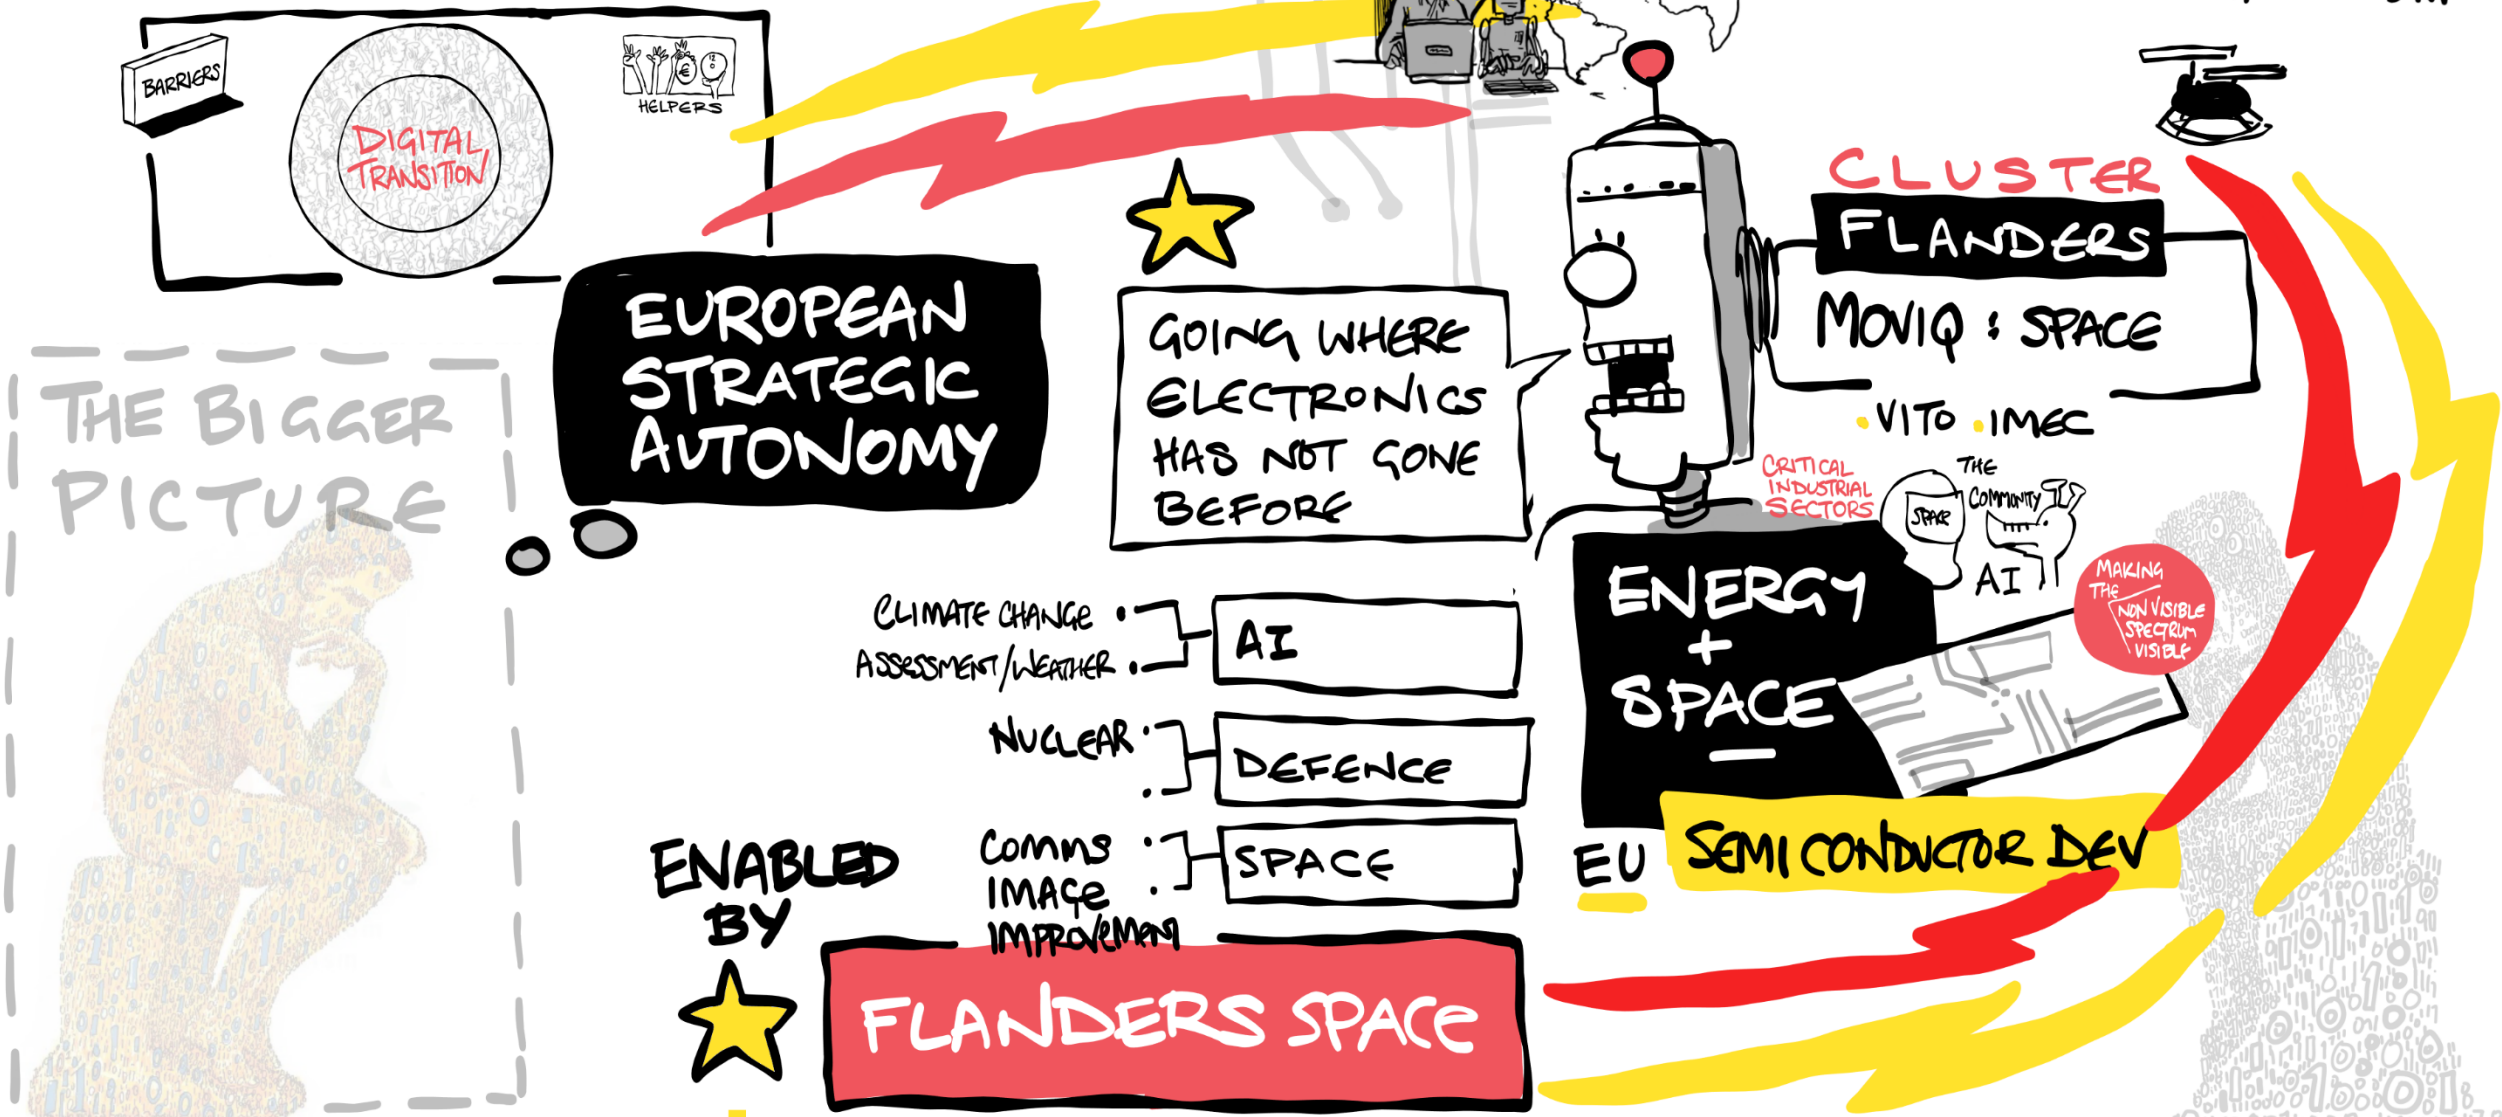 BARRIERS
DIGITAL
TRANSITION
€
HELPERS
THE BIGGER
PICTURE
EUROPEAN
STRATEGIC
AUTONOMY
GOING WHERE
ELECTRONICS
HAS NOT GONE
BEFORE
CLUSTER
FLANDERS
MOVIQ : SPACE
• VITO • IMEC
CRITICAL
INDUSTRIAL
SECTORS
SPACE
THE
COMMUNITY
AI
MAKING
THE
NON VISIBLE
SPECTRUM
VISIBLE
ENERGY
+
SPACE
EU SEMICONDUCTOR DEV
CLIMATE CHANGE •
ASSESSMENT/WEATHER •
AI
NUCLEAR •
•
DEFENCE
COMMS •
IMAGE •
IMPROVEMENT
SPACE
ENABLED
BY
FLANDERS SPACE